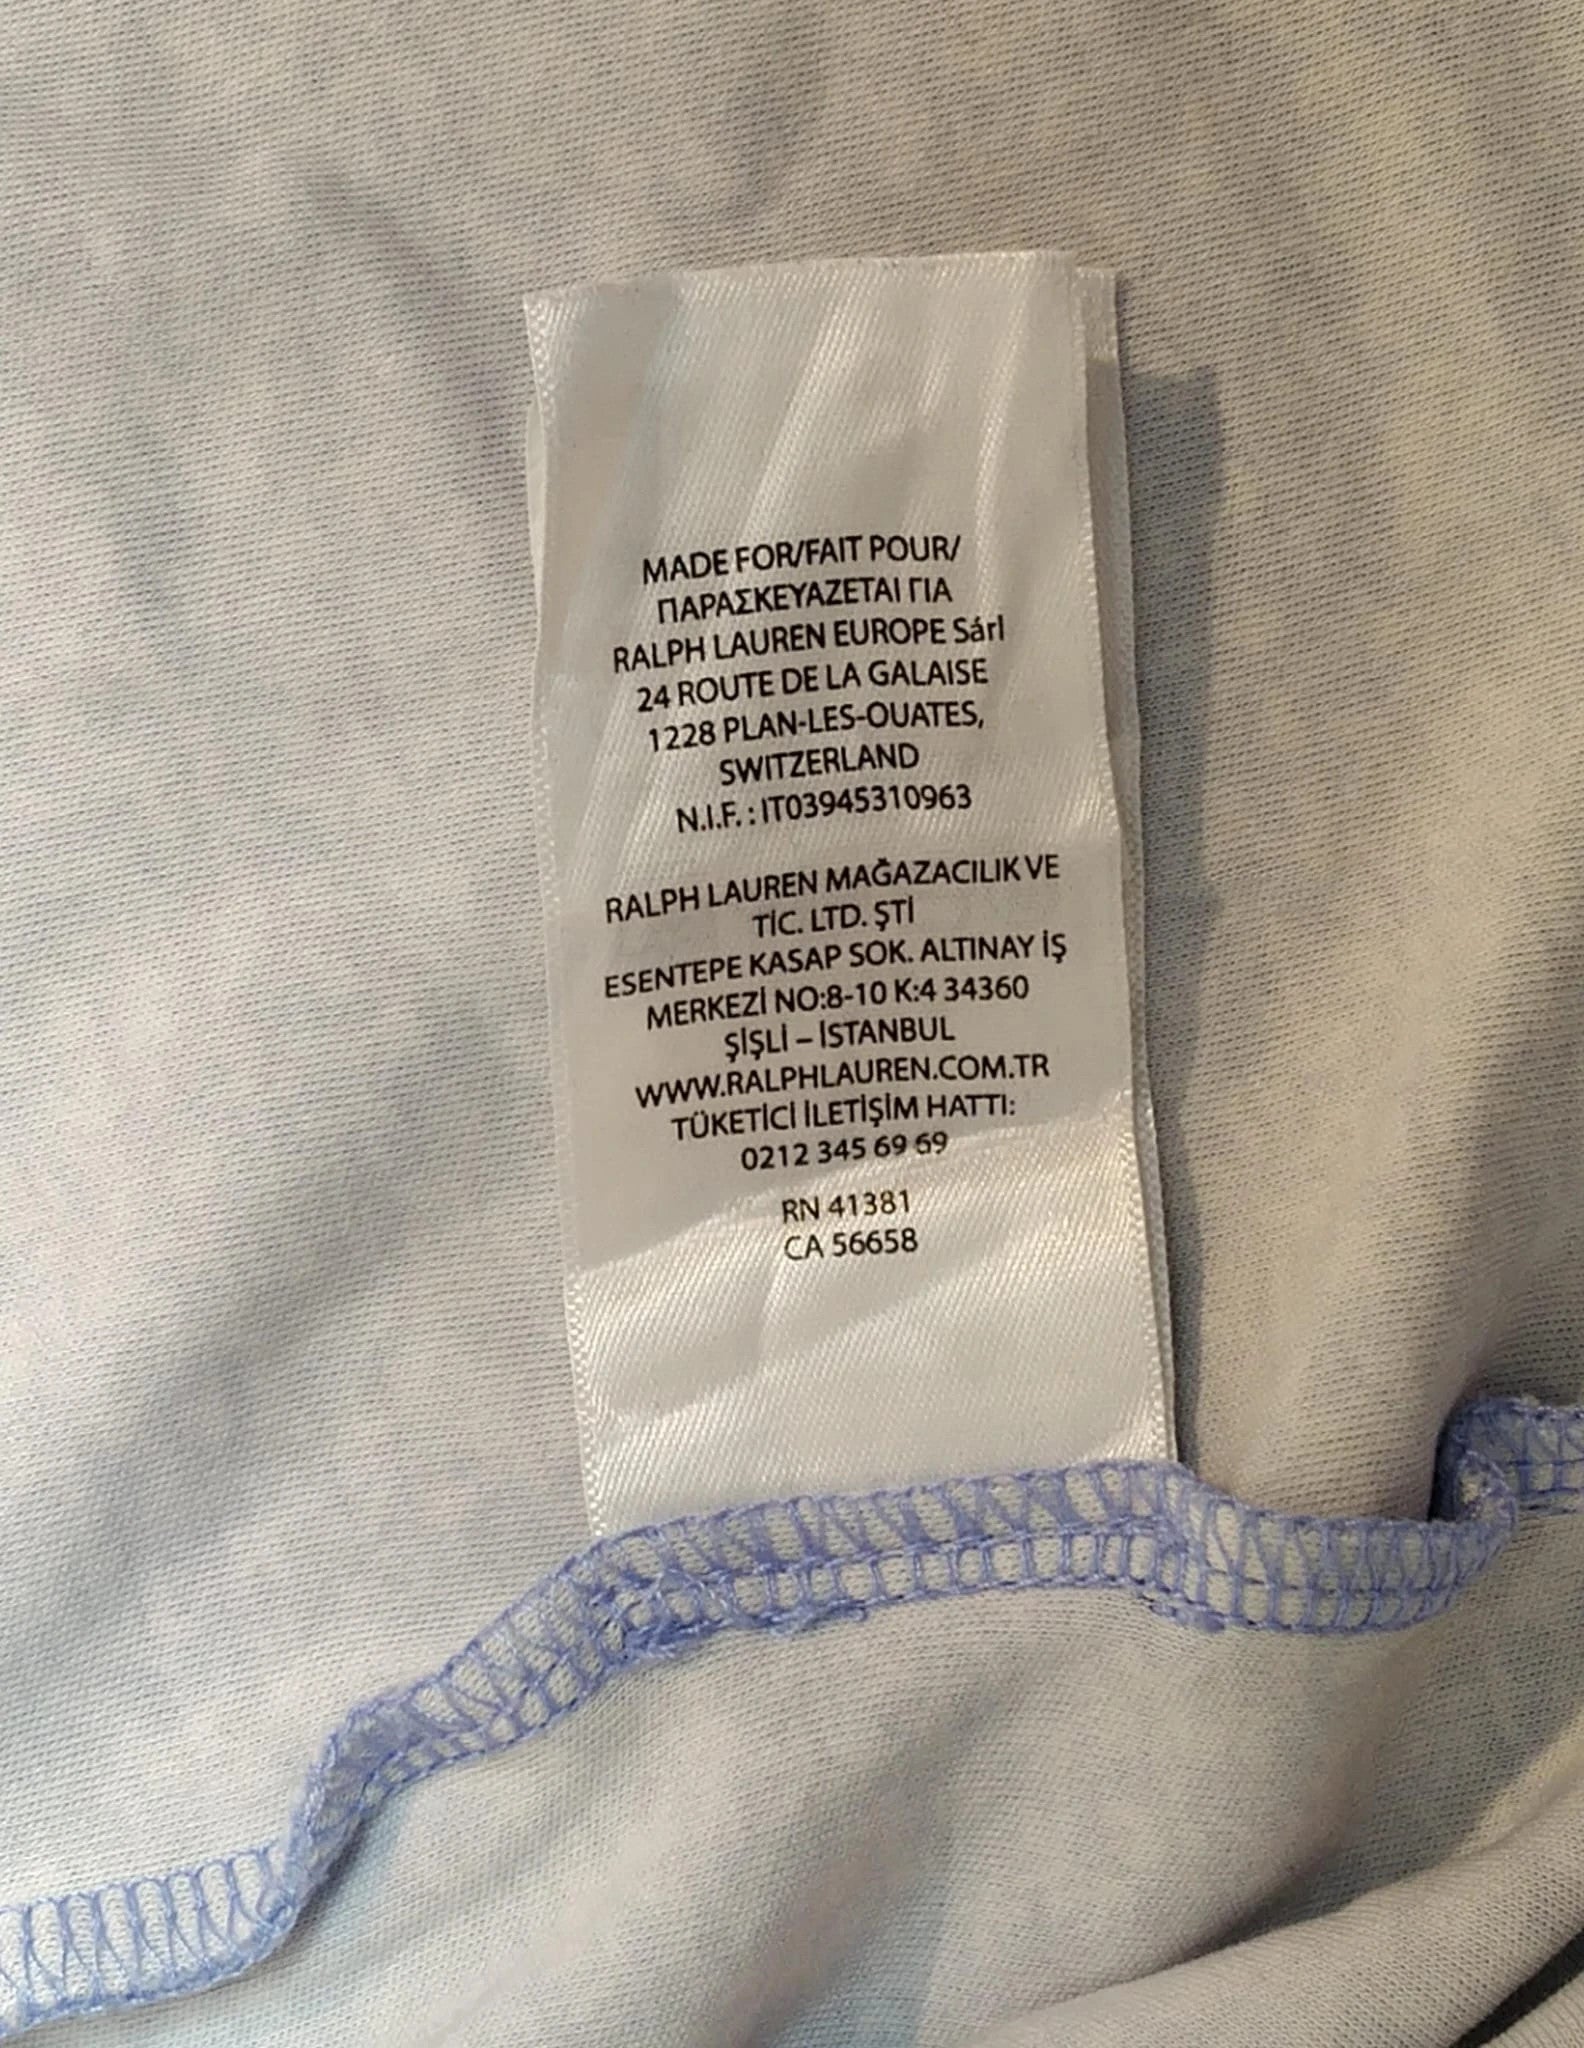 MADE FOR/FAIT POUR/
ΠΑΡΑΣΚΕΥΑΖΕΤΑΙ ΓΙΑ
RALPH LAUREN EUROPE Sárl
24 ROUTE DE LA GALAISE
1228 PLAN-LES-OUATES,
SWITZERLAND
N.I.F. : IT03945310963
RALPH LAUREN MAĞAZACILIK VE
TİC. LTD. ŞTİ
ESENTEPE KASAP SOK. ALTINAY İŞ
MERKEZİ NO:8-10 K:4 34360
ŞİŞLİ – İSTANBUL
WWW.RALPHLAUREN.COM.TR
TÜKETİCİ İLETİŞİM HATTI:
0212 345 69 69
RN 41381
CA 56658